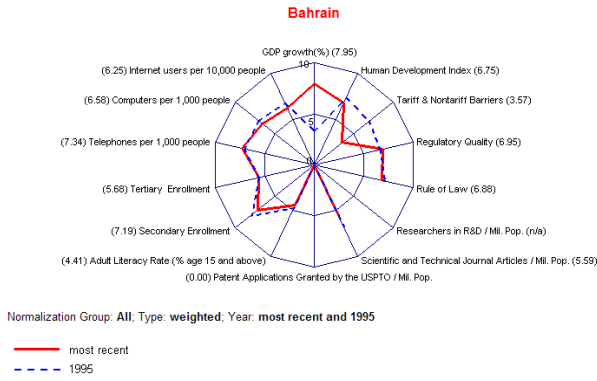 Bahrain
GDP growth(%) (7.95)
10
(6.25) Internet users per 10,000 people
Human Development Index (6.75)
(6.58) Computers per 1,000 people
Tariff & Nontariff Barriers (3.57)
5
(7.34) Telephones per 1,000 people
Regulatory Quality (6.95)
0
(5.68) Tertiary Enrollment
Rule of Law (6.88)
(7.19) Secondary Enrollment
Researchers in R&D / Mil. Pop. (n/a)
(4.41) Adult Literacy Rate (% age 15 and above)
Scientific and Technical Journal Articles / Mil. Pop. (5.59)
(0.00) Patent Applications Granted by the USPTO / Mil. Pop.
Normalization Group: All; Type: weighted; Year: most recent and 1995
most recent
1995